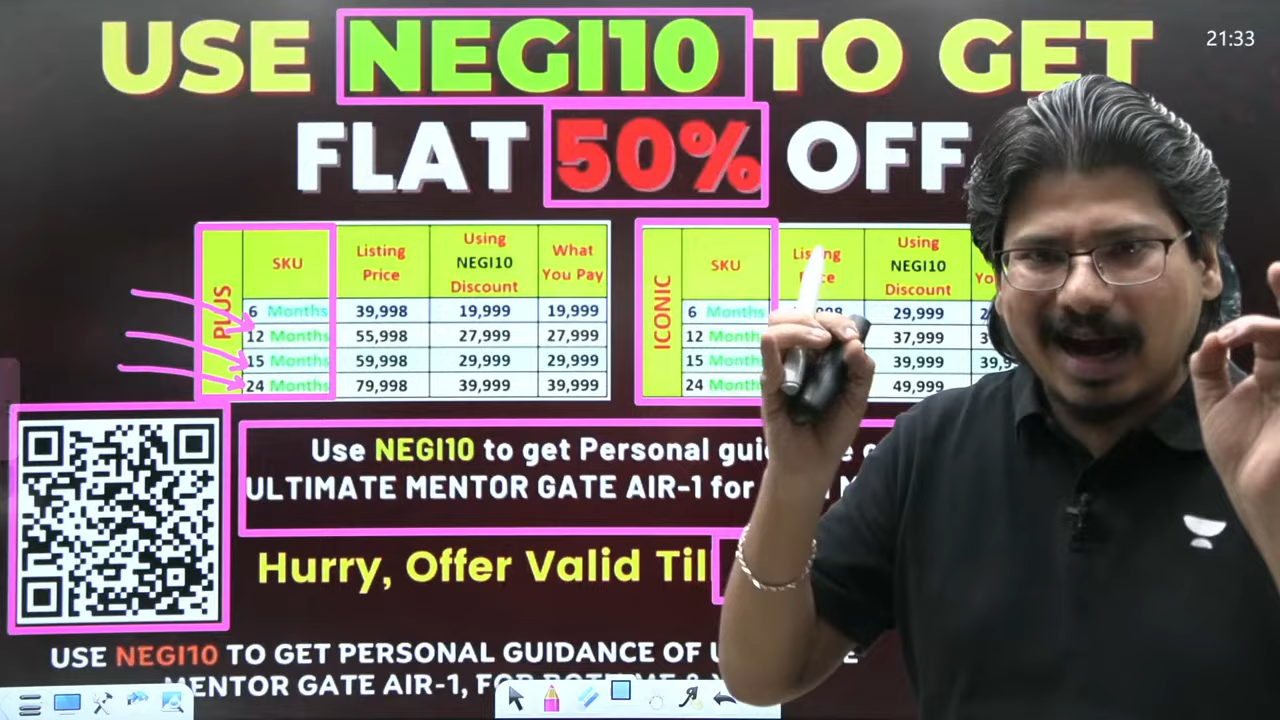 21:33
USE NEGI10 TO GET
FLAT 50% OFF
PLUS
SKU Listing Price Using NEGI10 Discount What You Pay
6 Months 39,998 19,999 19,999
12 Months 55,998 27,999 27,999
15 Months 59,998 29,999 29,999
24 Months 79,998 39,999 39,999
ICONIC
SKU Listing Using NEGI10 Discount
6 Months 29,999
12 Months 37,999
15 Months 39,999
24 Months 49,999
Use NEGI10 to get Personal
ULTIMATE MENTOR GATE AIR-1 for
Hurry, Offer Valid
USE NEGI10 TO GET PERSONAL GUIDANCE OF
MENTOR GATE AIR-1,